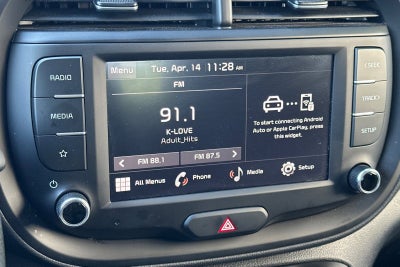 Menu Tue, Apr. 14 11:28 AM
FM
91.1
K-LOVE
Adult_Hits
FM 88.1 FM 87.5
To start connecting Android
Auto or Apple CarPlay, press
this widget.
All Menus Phone Media Setup
RADIO
MEDIA
SEEK
TRACK
SETUP